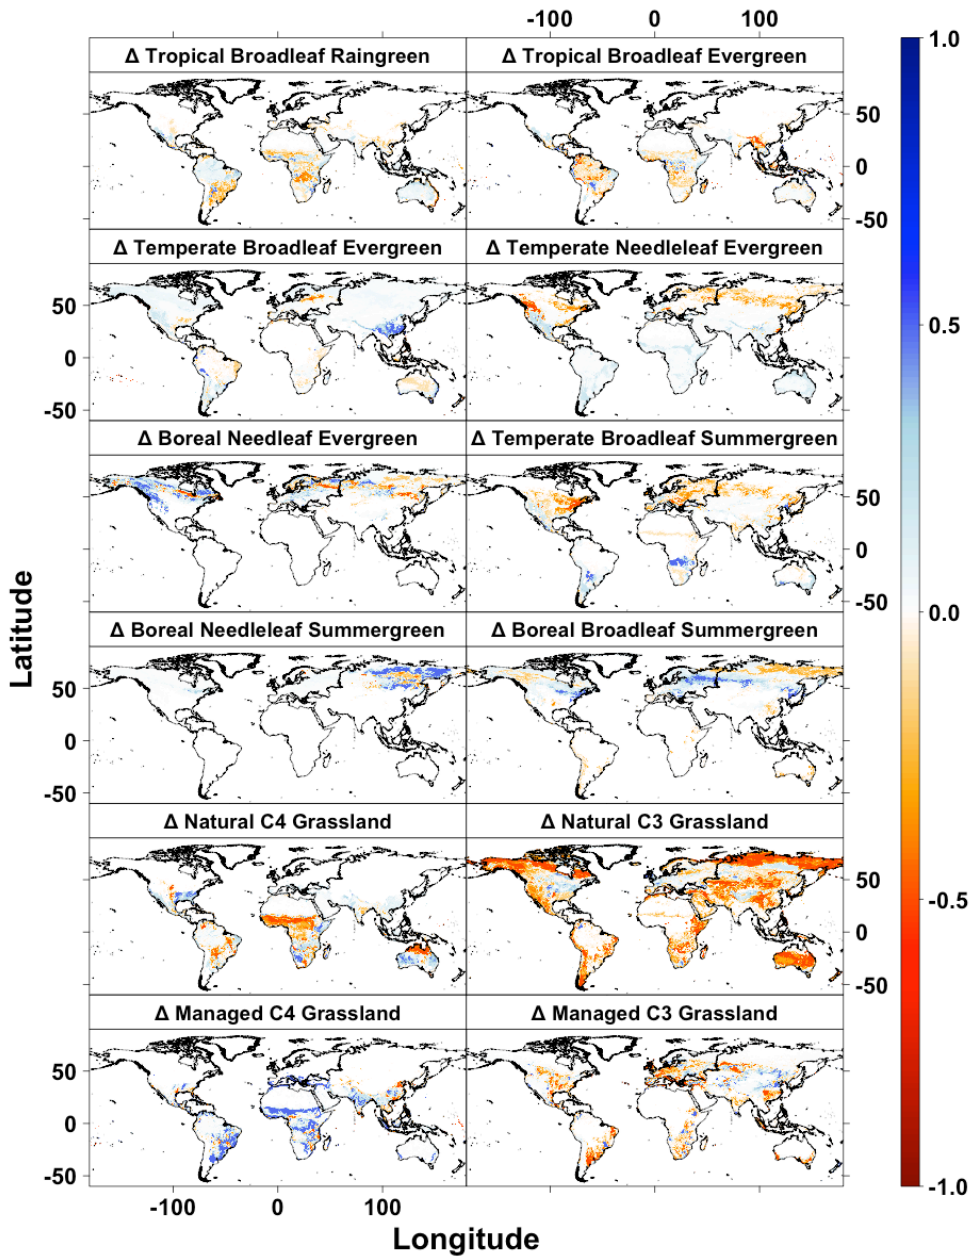 -100 0 100
1.0
Δ Tropical Broadleaf Raingreen
Δ Tropical Broadleaf Evergreen
50
0
-50
Δ Temperate Broadleaf Evergreen
Δ Temperate Needleleaf Evergreen
50
0
-50
0.5
Δ Boreal Needleaf Evergreen
Δ Temperate Broadleaf Summergreen
50
0
-50
0.0
Latitude
Δ Boreal Needleleaf Summergreen
Δ Boreal Broadleaf Summergreen
50
0
-50
Δ Natural C4 Grassland
Δ Natural C3 Grassland
50
0
-50
-0.5
Δ Managed C4 Grassland
Δ Managed C3 Grassland
50
0
-50
-1.0
-100 0 100
Longitude